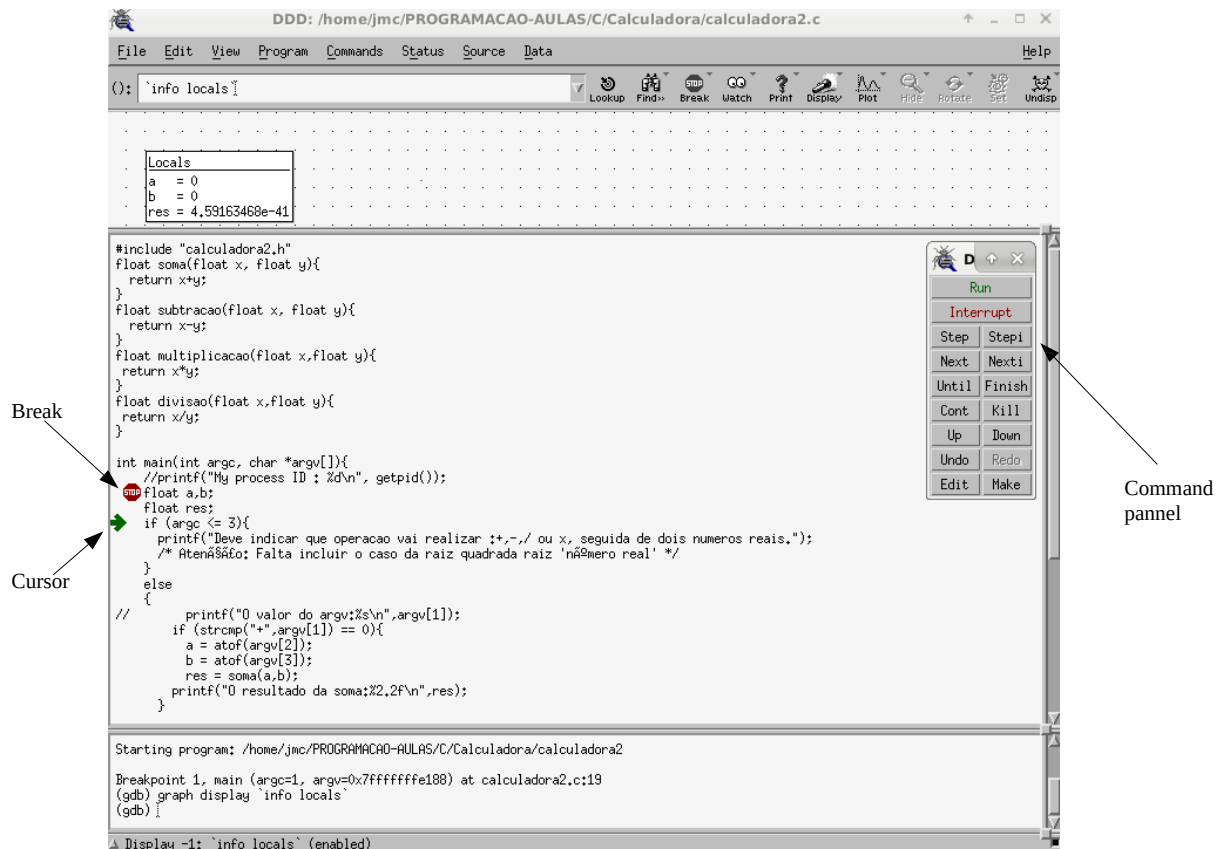 DDD: /home/jmc/PROGRAMACAO-AULAS/C/Calculadora/calculadora2.c
File Edit View Program Commands Status Source Data Help
(): `info locals`
Lookup Find» Break Watch Print Display Plot Hide Rotate Set Undisp
Locals
a = 0
b = 0
res = 4.59163468e-41
#include "calculadora2.h"
float soma(float x, float y){
return x+y;
}
float subtracao(float x, float y){
return x-y;
}
float multiplicacao(float x,float y){
return x*y;
}
float divisao(float x,float y){
return x/y;
}
int main(int argc, char *argv[]){
//printf("My process ID : %d\n", getpid());
STOP float a,b;
float res;
if (argc <= 3){
printf("Deve indicar que operacao vai realizar :+,-,/ ou x, seguida de dois numeros reais.");
/* Atenção: Falta incluir o caso da raiz quadrada raiz 'número real' */
}
else
{
// printf("O valor do argv:%s\n",argv[1]);
if (strcmp("+",argv[1]) == 0){
a = atof(argv[2]);
b = atof(argv[3]);
res = soma(a,b);
printf("O resultado da soma:%2.2f\n",res);
}
D
Run
Interrupt
Step Stepi
Next Nexti
Until Finish
Cont Kill
Up Down
Undo Redo
Edit Make
Break
Cursor
Command
pannel
Starting program: /home/jmc/PROGRAMACAO-AULAS/C/Calculadora/calculadora2
Breakpoint 1, main (argc=1, argv=0x7fffffffe188) at calculadora2.c:19
(gdb) graph display `info locals`
(gdb)
Display -1: `info locals` (enabled)